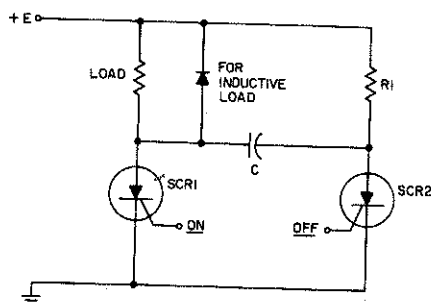 +E
LOAD
FOR
INDUCTIVE
LOAD
R1
C
SCR1
SCR2
ON
OFF